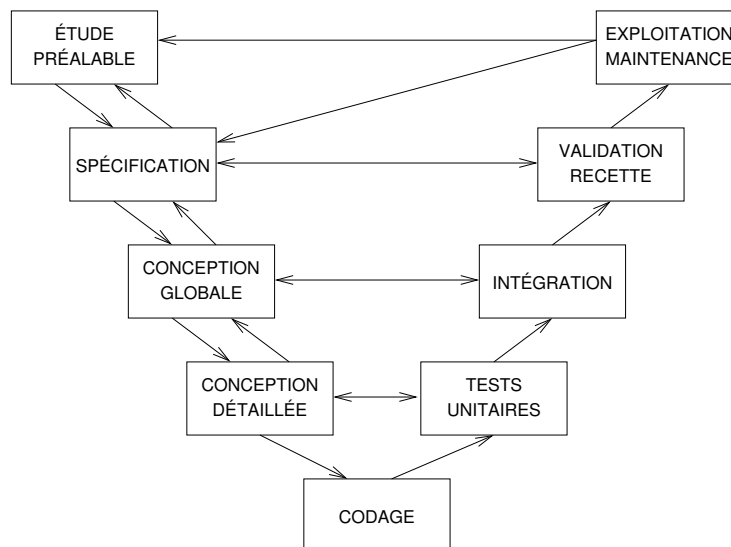 ÉTUDE
PRÉALABLE
EXPLOITATION
MAINTENANCE
SPÉCIFICATION
VALIDATION
RECETTE
CONCEPTION
GLOBALE
INTÉGRATION
CONCEPTION
DÉTAILLÉE
TESTS
UNITAIRES
CODAGE